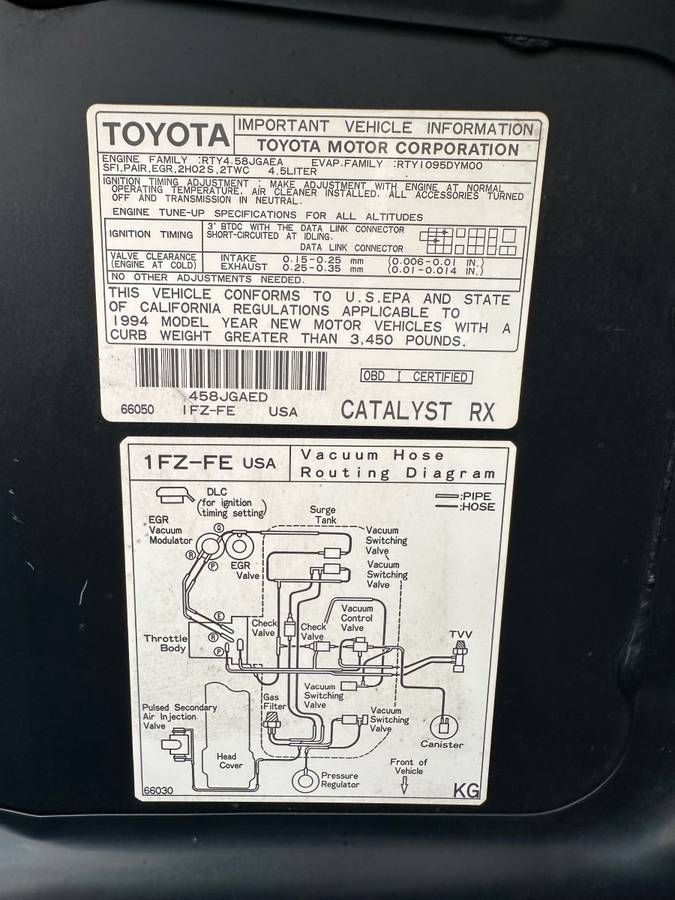 TOYOTA
IMPORTANT VEHICLE INFORMATION
TOYOTA MOTOR CORPORATION
ENGINE FAMILY :RTY4.58JGAEA EVAP.FAMILY :RTY1095DYM00
SFI,PAIR,EGR,2HO2S,2TWC 4.5LITER
IGNITION TIMING ADJUSTMENT : MAKE ADJUSTMENT WITH ENGINE AT NORMAL
OPERATING TEMPERATURE. AIR CLEANER INSTALLED. ALL ACCESSORIES TURNED
OFF AND TRANSMISSION IN NEUTRAL.
ENGINE TUNE-UP SPECIFICATIONS FOR ALL ALTITUDES
IGNITION TIMING
3° BTDC WITH THE DATA LINK CONNECTOR
SHORT-CIRCUITED AT IDLING.
DATA LINK CONNECTOR
VALVE CLEARANCE
(ENGINE AT COLD)
INTAKE 0.15-0.25 mm (0.006-0.01 IN.)
EXHAUST 0.25-0.35 mm (0.01-0.014 IN.)
NO OTHER ADJUSTMENTS NEEDED.
THIS VEHICLE CONFORMS TO U.S.EPA AND STATE
OF CALIFORNIA REGULATIONS APPLICABLE TO
1994 MODEL YEAR NEW MOTOR VEHICLES WITH A
CURB WEIGHT GREATER THAN 3,450 POUNDS.
OBD I CERTIFIED
458JGAED
66050 1FZ-FE USA CATALYST RX
1FZ-FE USA
Vacuum Hose
Routing Diagram
DLC
(for ignition
timing setting)
:PIPE
:HOSE
EGR
Vacuum
Modulator
Q
R
P
EGR
Valve
Surge
Tank
Vacuum
Switching
Valve
Vacuum
Switching
Valve
Vacuum
Control
Valve
Check
Valve
Check
Valve
Throttle
Body
E
R
P
TVV
Vacuum
Switching
Valve
Gas
Filter
Vacuum
Switching
Valve
Pulsed Secondary
Air Injection
Valve
Canister
Head
Cover
Pressure
Regulator
Front of
Vehicle
66030
KG